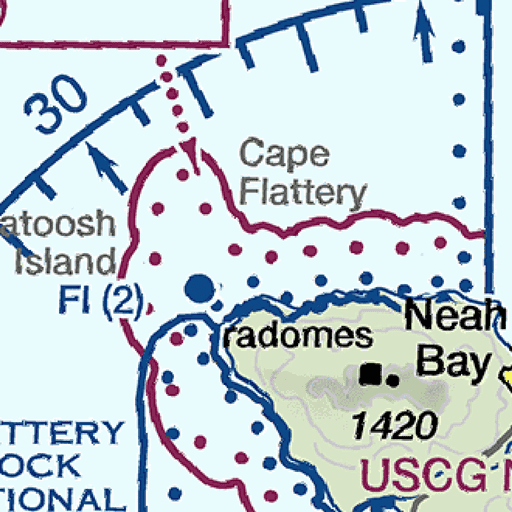 30
Cape
Flattery
atoosh
Island
Fl (2)
radomes
Neah
Bay
1420
TTERY
OCK
TIONAL
USCG